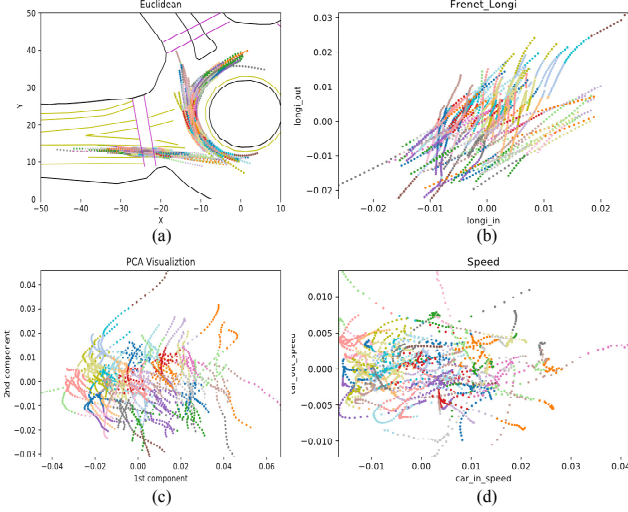 Euclidean
50
40
30
20
10
0
Y
−50 −40 −30 −20 −10 0 10
X
(a)
Frenet_Longi
0.03
0.02
0.01
0.00
−0.01
−0.02
longi_out
−0.02 −0.01 0.00 0.01 0.02
longi_in
(b)
PCA Visualiztion
0.04
0.03
0.02
0.01
0.00
−0.01
−0.02
2nd component
−0.04 −0.02 0.00 0.02 0.04 0.06
1st component
(c)
Speed
0.010
0.005
0.000
−0.005
−0.010
car_out_speed
−0.01 0.00 0.01 0.02 0.03 0.04
car_in_speed
(d)